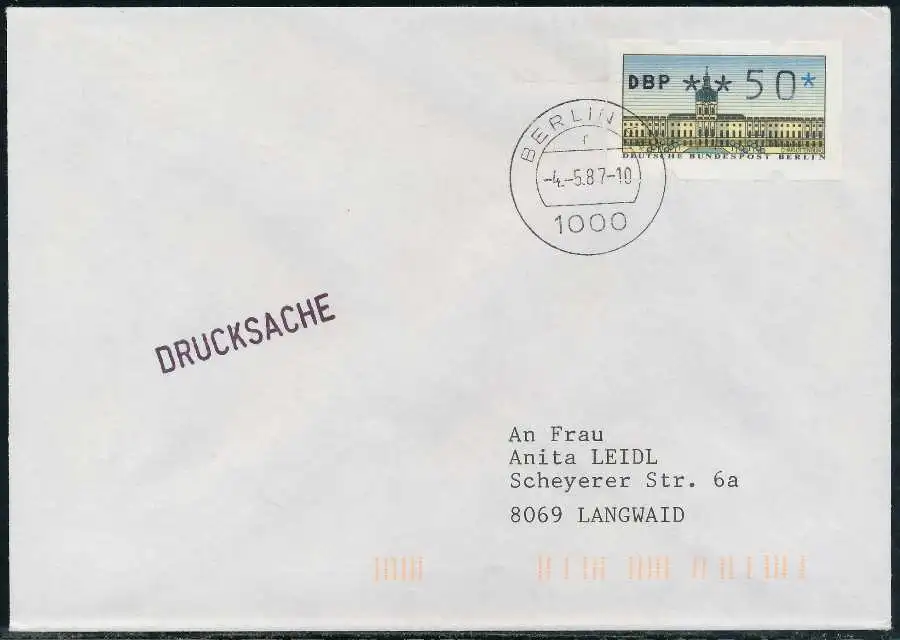 DBP ** 50*
DEUTSCHE BUNDESPOST BERLIN
BERLIN
r
-4.-5.87-10
1000
DRUCKSACHE
An Frau
Anita LEIDL
Scheyerer Str. 6a
8069 LANGWAID